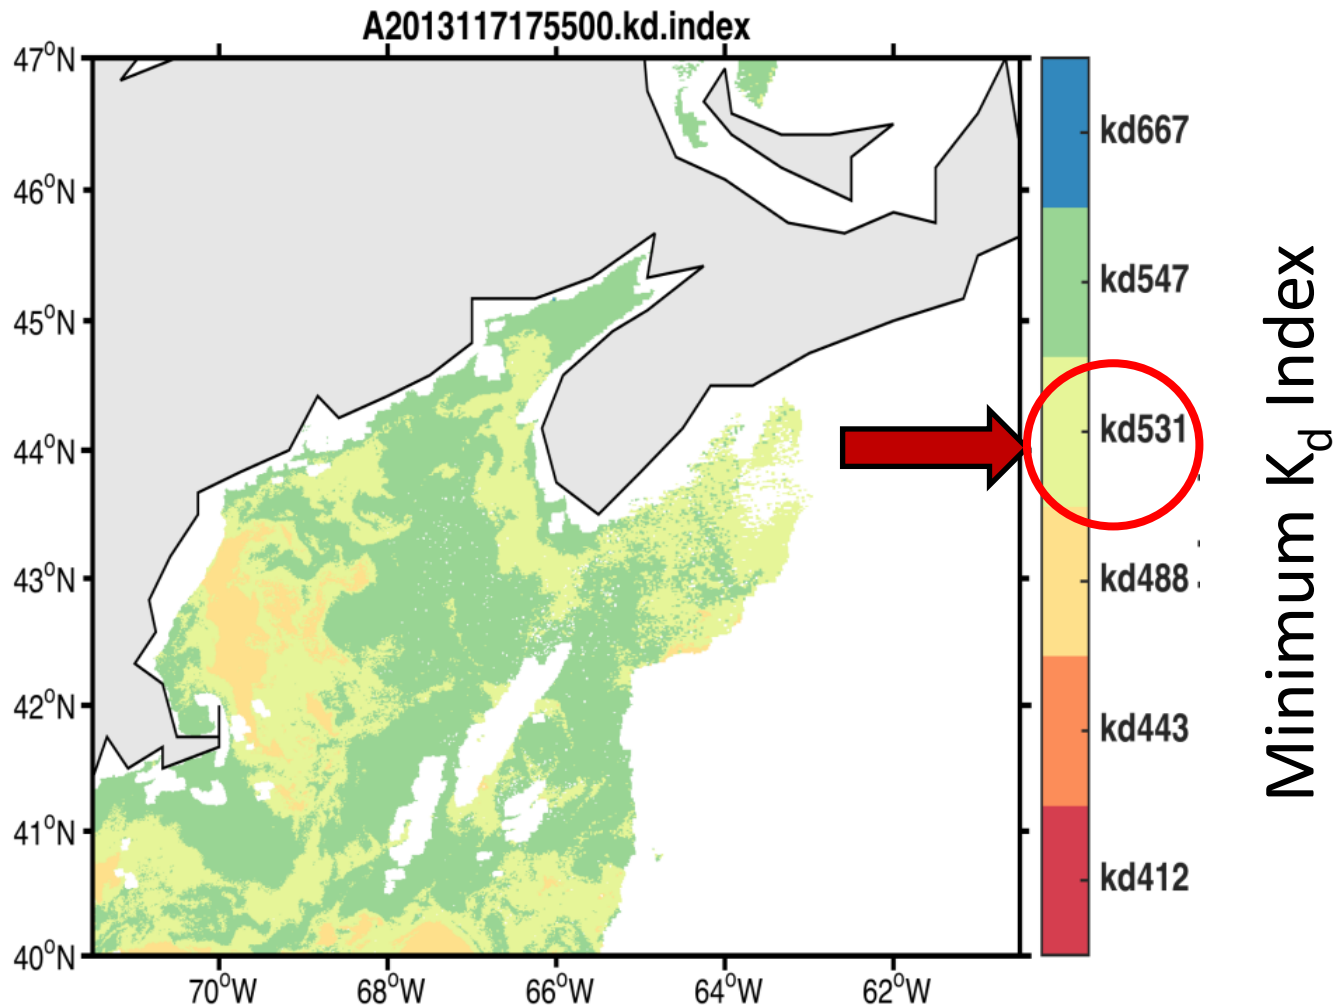 A2013117175500.kd.index
47°N
46°N
45°N
44°N
43°N
42°N
41°N
40°N
70°W
68°W
66°W
64°W
62°W
kd667
kd547
kd531
kd488
kd443
kd412
Minimum Kd Index